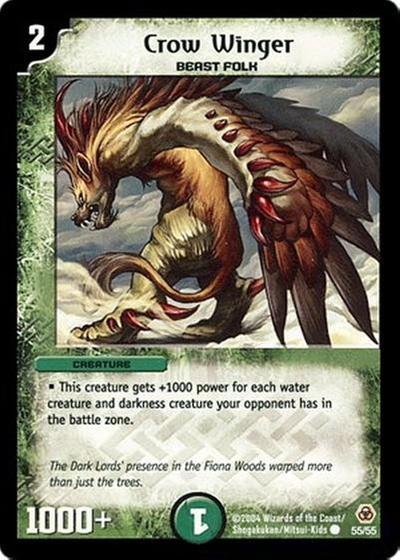 2
Crow Winger
BEAST FOLK
CREATURE
▪ This creature gets +1000 power for each water
creature and darkness creature your opponent has in
the battle zone.
The Dark Lords' presence in the Fiona Woods warped more
than just the trees.
1000+
1
©2004 Wizards of the Coast/
Shogakukan/Mitsui-Kids
55/55